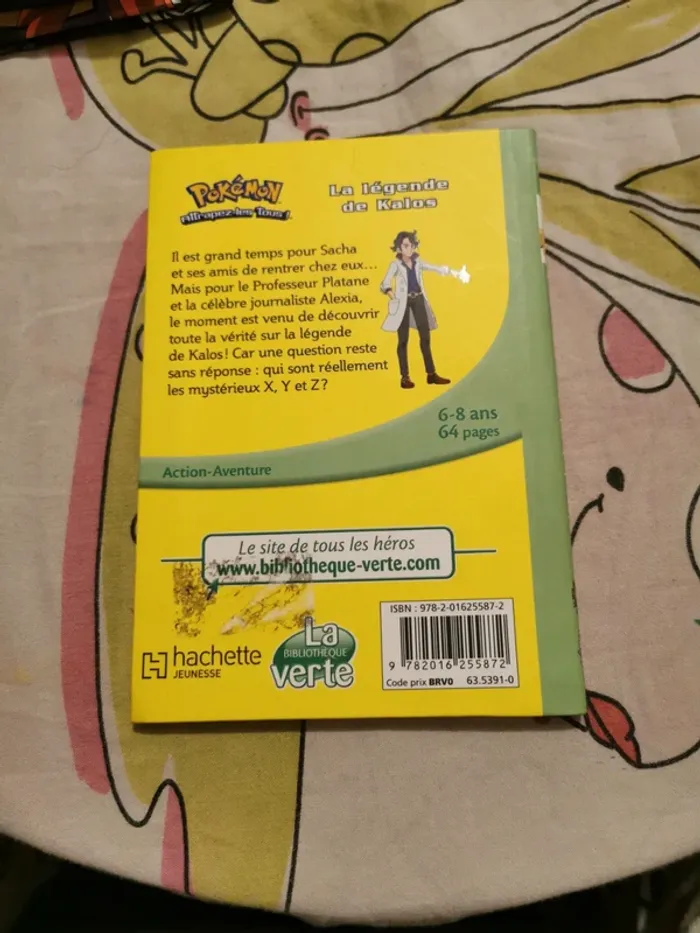 POKÉMON
Attrapez-les Tous !
La légende
de Kalos
Il est grand temps pour Sacha
et ses amis de rentrer chez eux...
Mais pour le Professeur Platane
et la célèbre journaliste Alexia,
le moment est venu de découvrir
toute la vérité sur la légende
de Kalos! Car une question reste
sans réponse : qui sont réellement
les mystérieux X, Y et Z?
6-8 ans
64 pages
Action-Aventure
Le site de tous les héros
www.bibliotheque-verte.com
hachette
JEUNESSE
La
BIBLIOTHÈQUE
verte
ISBN : 978-2-01625587-2
9 782016 255872
Code prix BRV0 63.5391-0